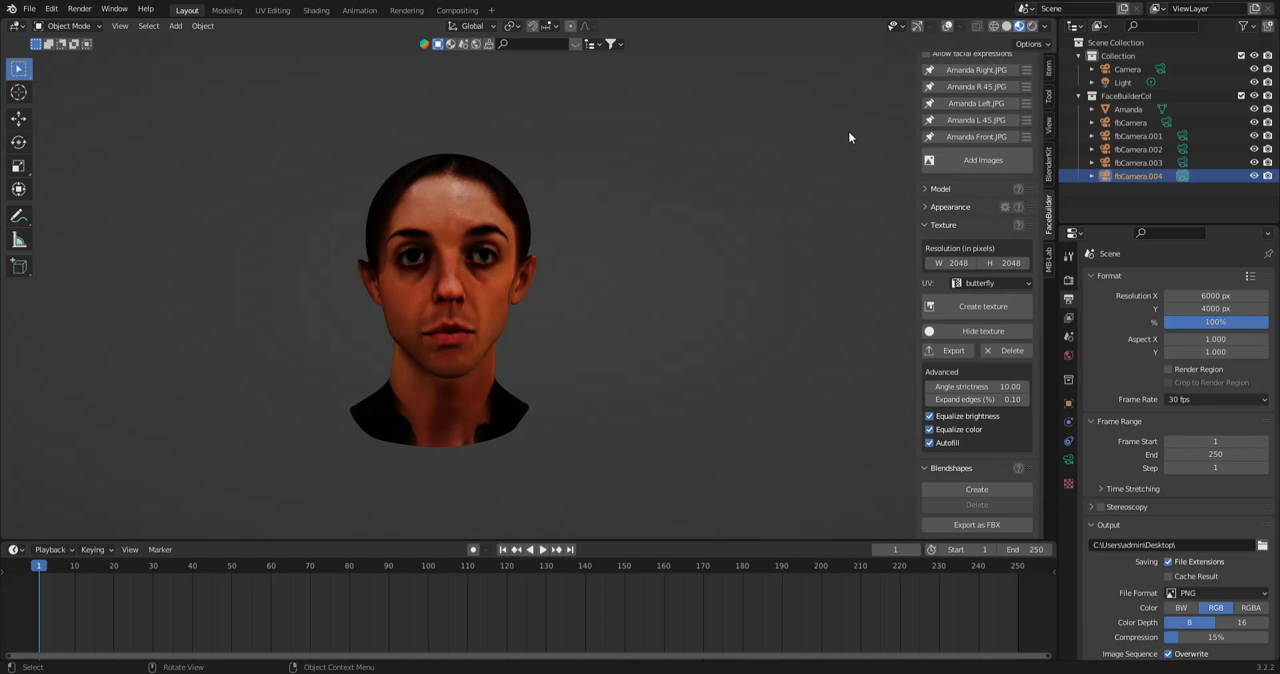 File Edit Render Window Help Layout Modeling UV Editing Shading Animation Rendering Compositing + Scene ViewLayer
Object Mode View Select Add Object Global
Options
Allow facial expressions
Amanda Right.JPG
Amanda R 45.JPG
Amanda Left.JPG
Amanda L 45.JPG
Amanda Front.JPG
Add Images
Model ?
Appearance ?
Texture ?
Resolution (in pixels)
W 2048 H 2048
UV: butterfly
Create texture
Hide texture
Export Delete
Advanced
Angle strictness 10.00
Expand edges (%) 0.10
Equalize brightness
Equalize color
Autofill
Blendshapes ?
Create
Delete
Export as FBX
Item
Tool
View
BlenderKit
FaceBuilder
MB-Lab
Scene Collection
Collection
Camera
Light
FaceBuilderCol
Amanda
fbCamera
fbCamera.001
fbCamera.002
fbCamera.003
fbCamera.004
Scene
Format
Resolution X 6000 px
Y 4000 px
% 100%
Aspect X 1.000
Y 1.000
Render Region
Crop to Render Region
Frame Rate 30 fps
Frame Range
Frame Start 1
End 250
Step 1
Time Stretching
Stereoscopy
Output
C:\Users\admin\Desktop\
Saving File Extensions
Cache Result
File Format PNG
Color BW RGB RGBA
Color Depth 8 16
Compression 15%
Image Sequence Overwrite
Playback Keying View Marker 1 Start 1 End 250
1 10 20 30 40 50 60 70 80 90 100 110 120 130 140 150 160 170 180 190 200 210 220 230 240 250
Select Rotate View Object Context Menu 3.2.2